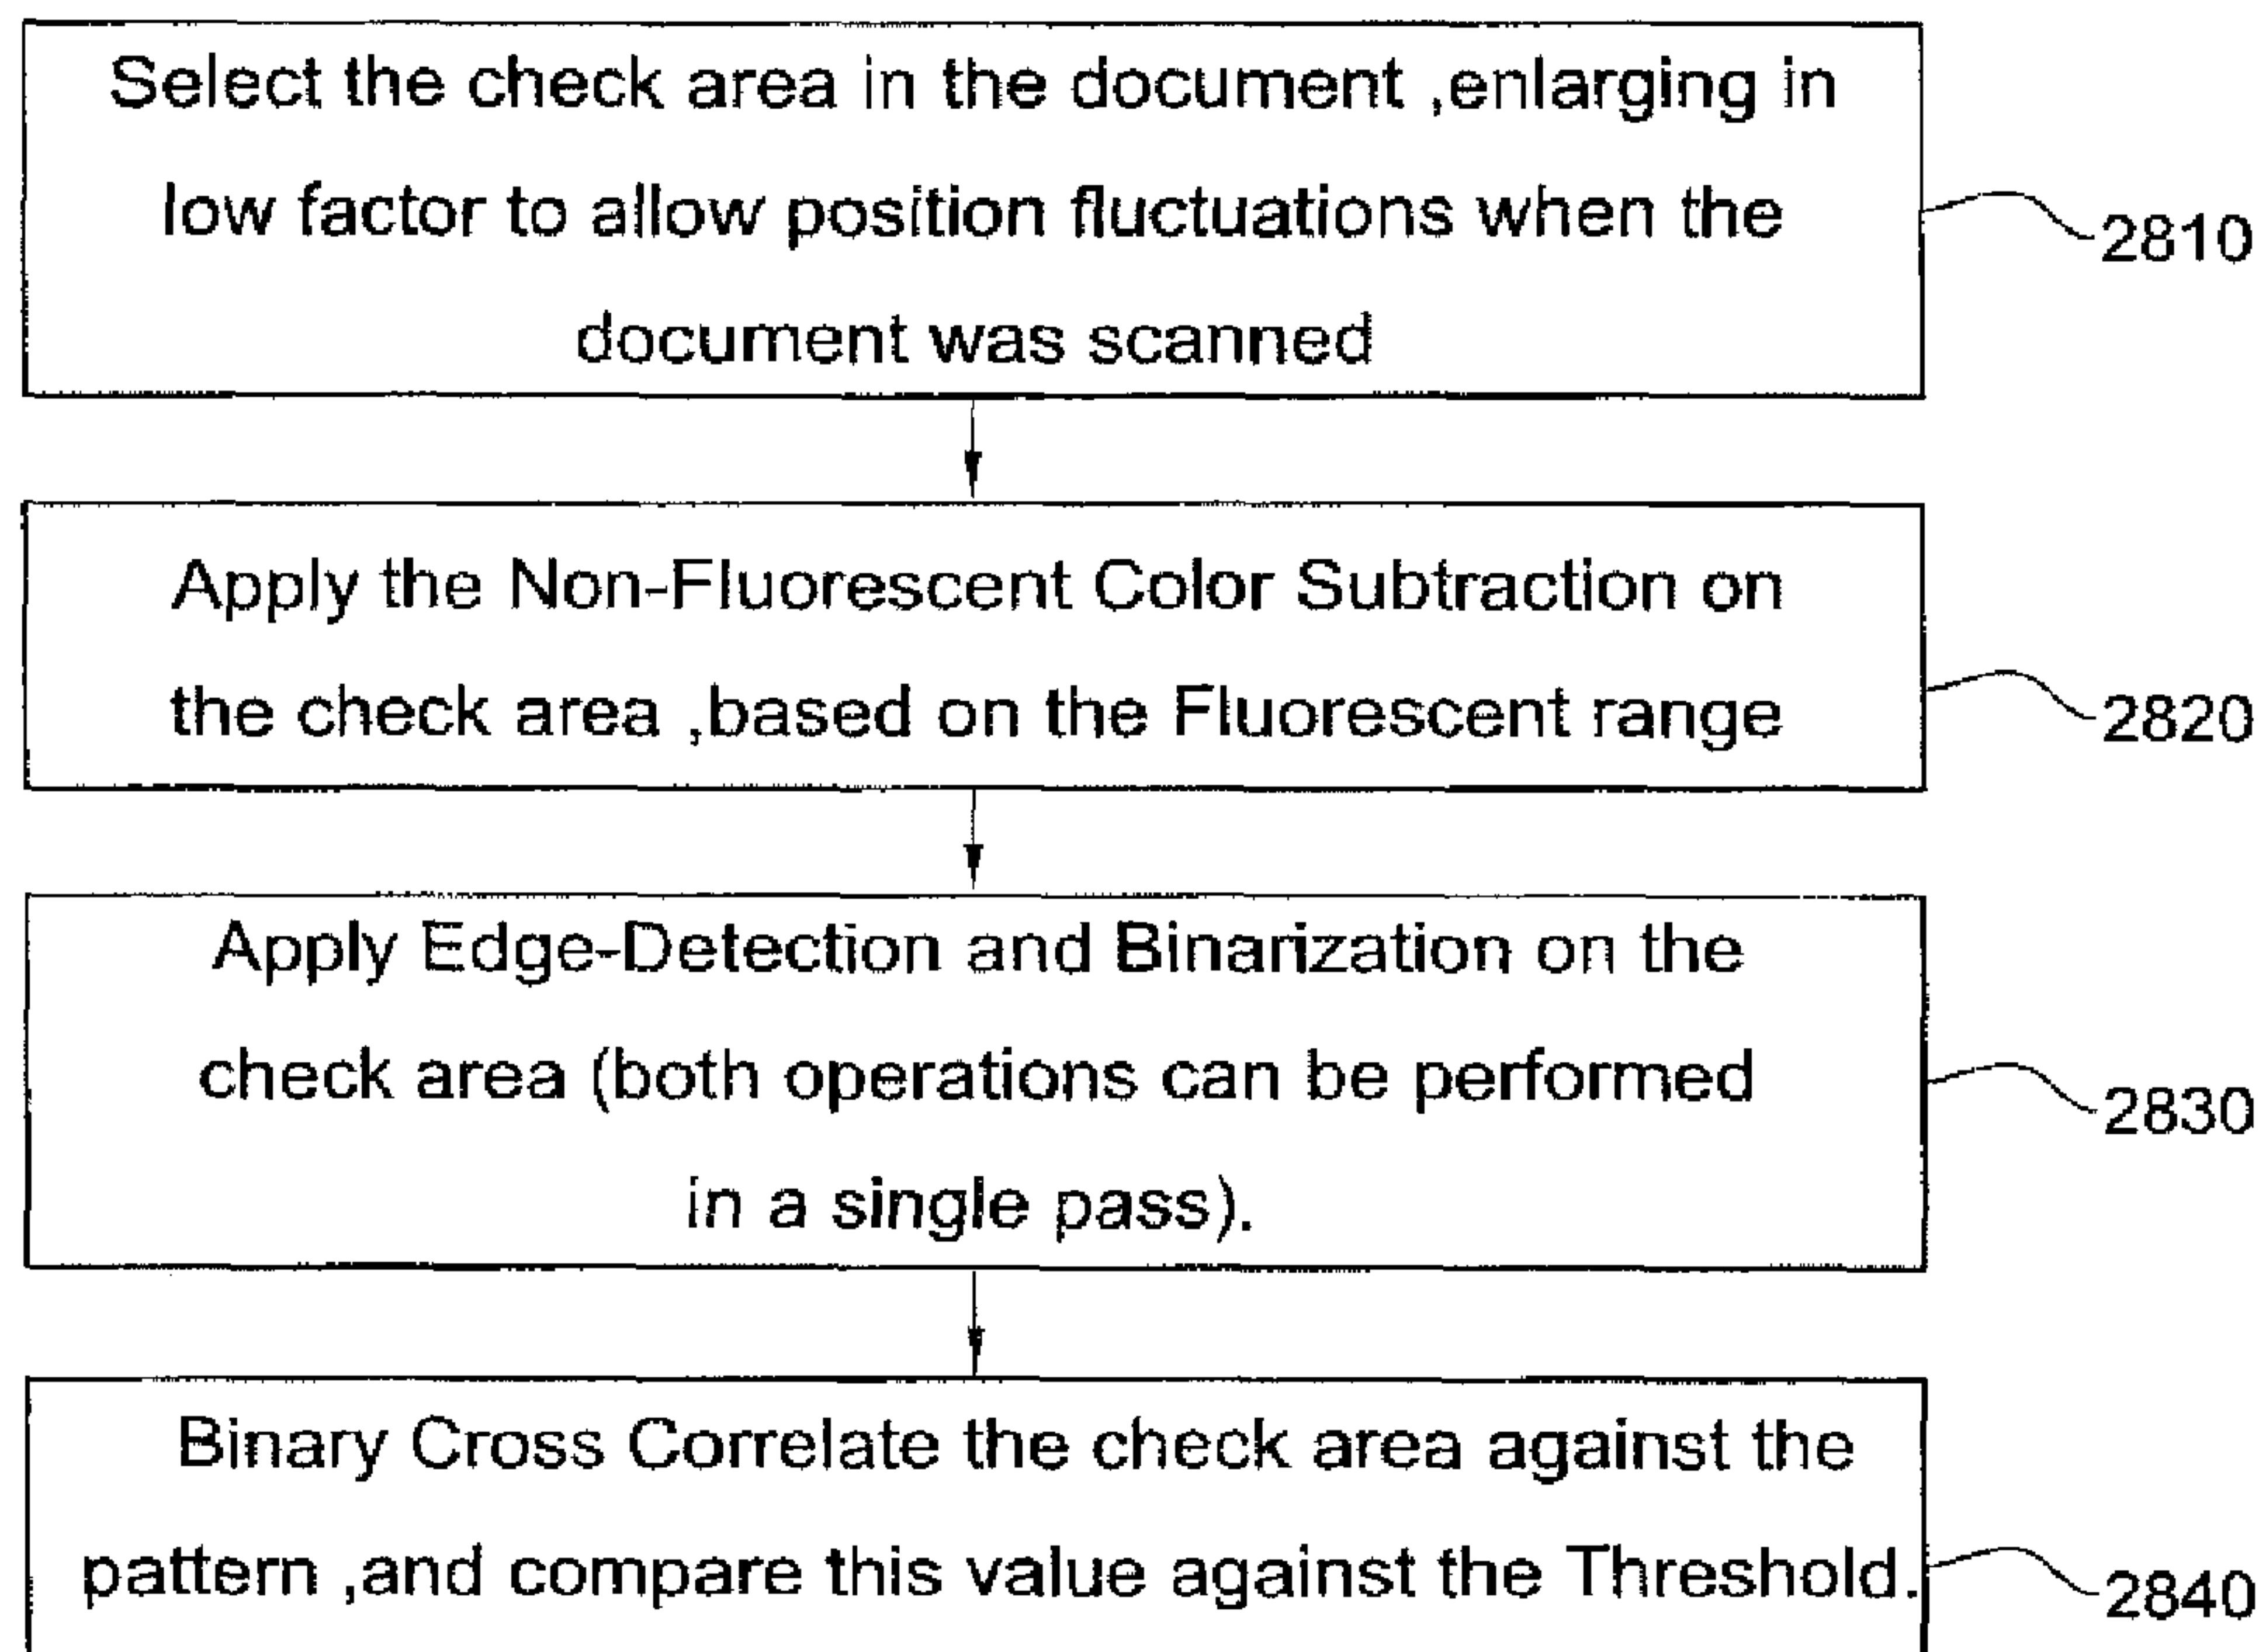 Select the check area in the document ,enlarging in
low factor to allow position fluctuations when the
document was scanned
2810
Apply the Non-Fluorescent Color Subtraction on
the check area ,based on the Fluorescent range
2820
Apply Edge-Detection and Binarization on the
check area (both operations can be performed
in a single pass).
2830
Binary Cross Correlate the check area against the
pattern ,and compare this value against the Threshold.
2840